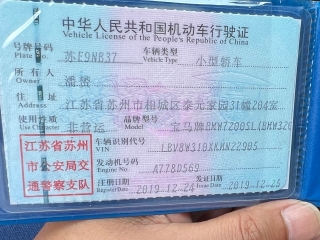 中华人民共和国机动车行驶证
Vehicle License of the People's Republic of China
号牌号码 苏E9NB37 车辆类型 小型轿车
Plate No. Vehicle Type
所有人 潘赟
Owner
住址 江苏省苏州市相城区泰元家园31幢204室
Address
使用性质 非营运 品牌型号 宝马牌BMW7200SL(BMW32
Use Character
江苏省苏州
市公安局交
通警察支队
车辆识别代号 LBV8W3100KMN22905
VIN
发动机号码 A778D569
Engine No.
注册日期 2019-12-24 发证日期 2019-12-25
Register Date Issue Date